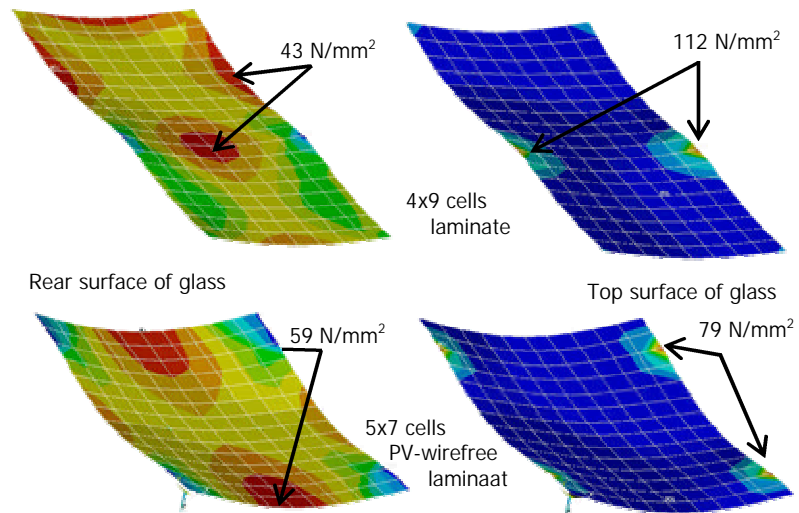 43 N/mm²
112 N/mm²
4x9 cells
laminate
Rear surface of glass
Top surface of glass
59 N/mm²
79 N/mm²
5x7 cells
PV-wirefree
laminaat